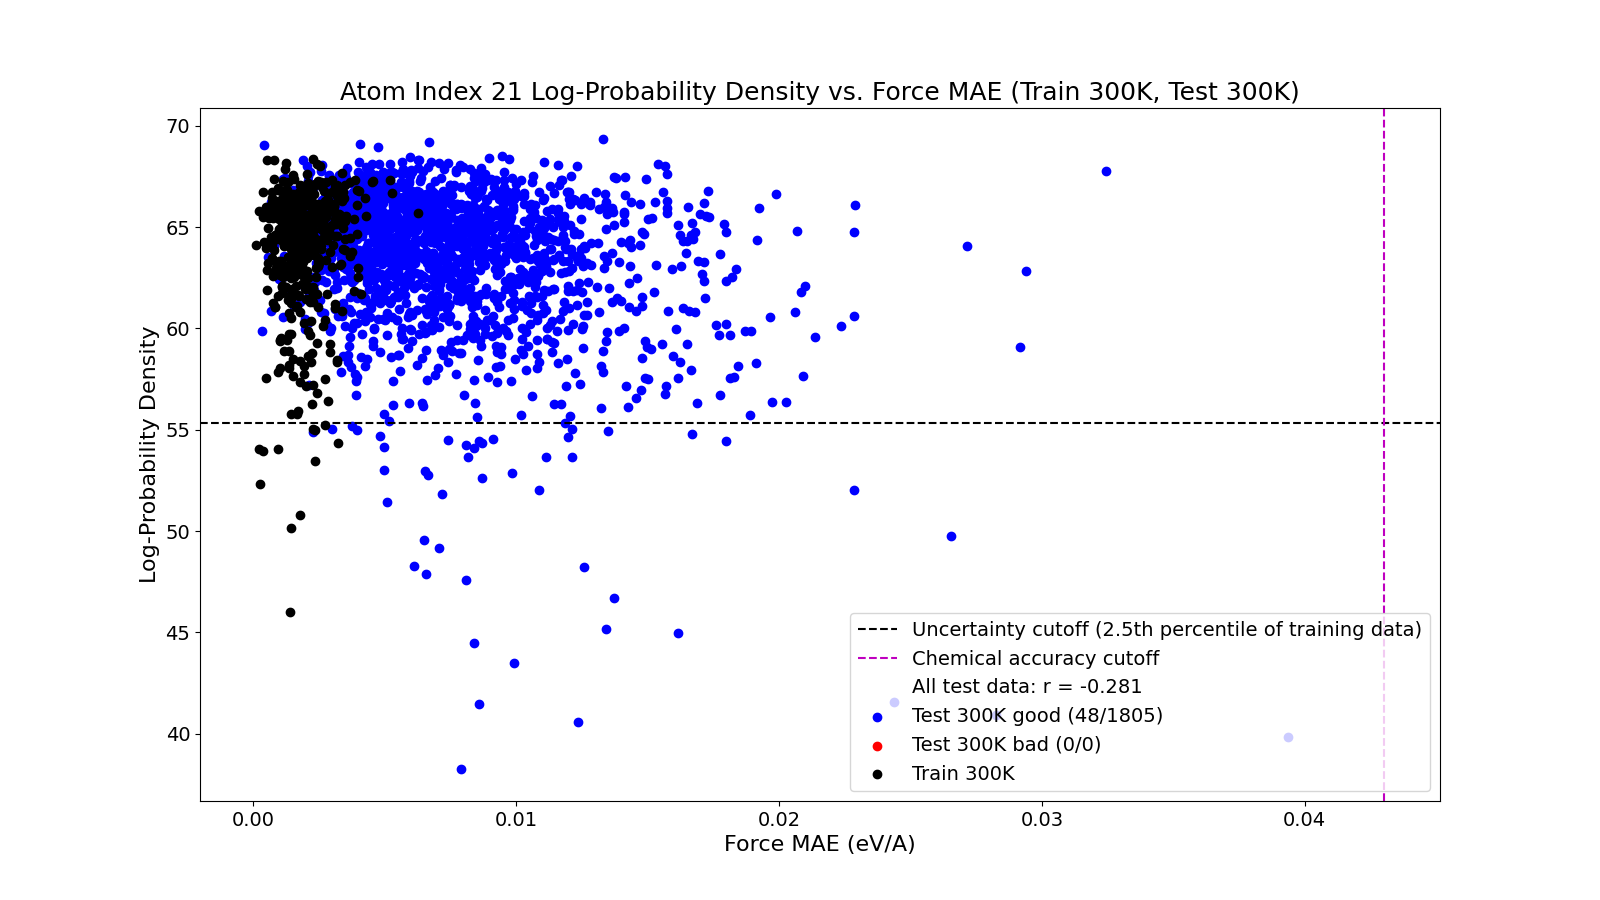 Atom Index 21 Log-Probability Density vs. Force MAE (Train 300K, Test 300K)
Log-Probability Density
70
65
60
55
50
45
40
Uncertainty cutoff (2.5th percentile of training data)
Chemical accuracy cutoff
All test data: r = -0.281
Test 300K good (48/1805)
Test 300K bad (0/0)
Train 300K
0.00
0.01
0.02
0.03
0.04
Force MAE (eV/A)